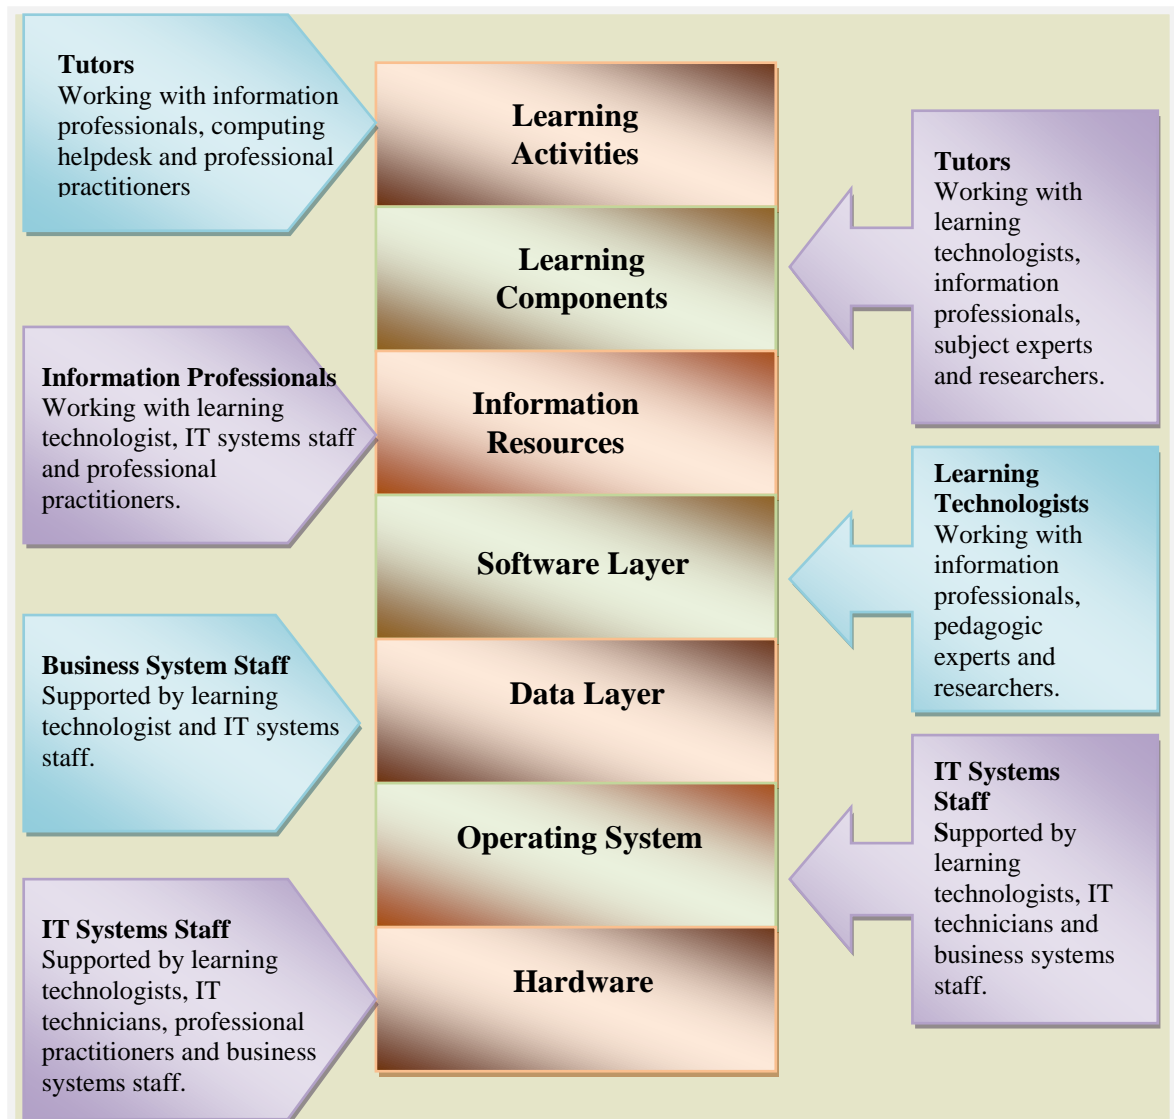 Tutors
Working with information
professionals, computing
helpdesk and professional
practitioners
Learning
Activities
Tutors
Working with
learning
technologists,
information
professionals,
subject experts
and researchers.
Learning
Components
Information Professionals
Working with learning
technologist, IT systems staff
and professional
practitioners.
Information
Resources
Learning
Technologists
Working with
information
professionals,
pedagogic
experts and
researchers.
Software Layer
Business System Staff
Supported by learning
technologist and IT systems
staff.
Data Layer
IT Systems
Staff
Supported by
learning
technologists, IT
technicians and
business systems
staff.
Operating System
IT Systems Staff
Supported by learning
technologists, IT
technicians, professional
practitioners and business
systems staff.
Hardware